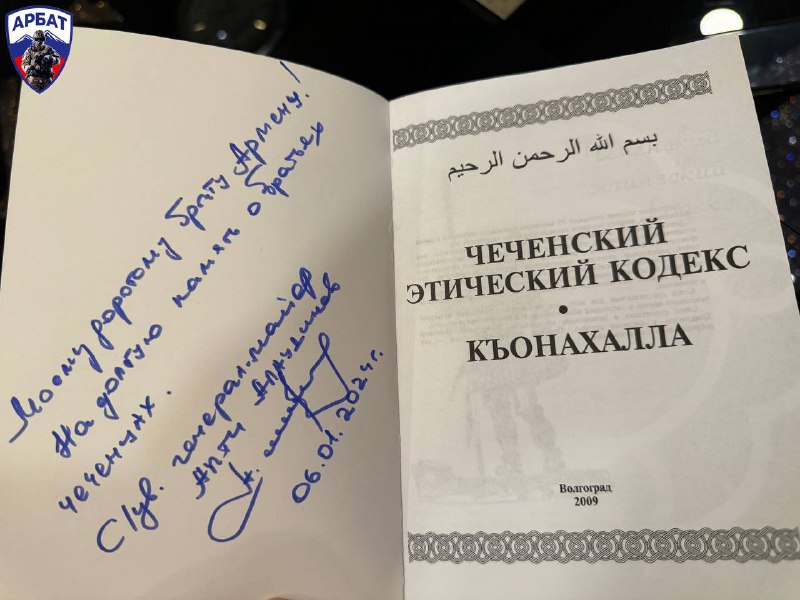 АРБАТ
Моему дорогому брату Армену!
На долгую память о братьях
чеченцах.
С/ув. генерал-майор
Апти Алаудинов
06.01.2024г.
بسم الله الرحمن الرحيم
ЧЕЧЕНСКИЙ
ЭТИЧЕСКИЙ КОДЕКС
•
КЪОНАХАЛЛА
Волгоград
2009